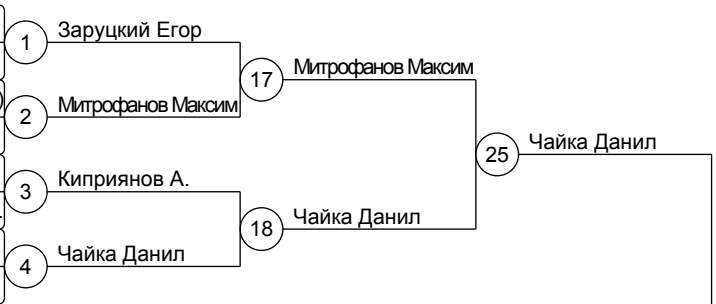 1 Заруцкий Егор
17 Митрофанов Максим
2 Митрофанов Максим
25 Чайка Данил
3 Киприянов А.
18 Чайка Данил
4 Чайка Данил